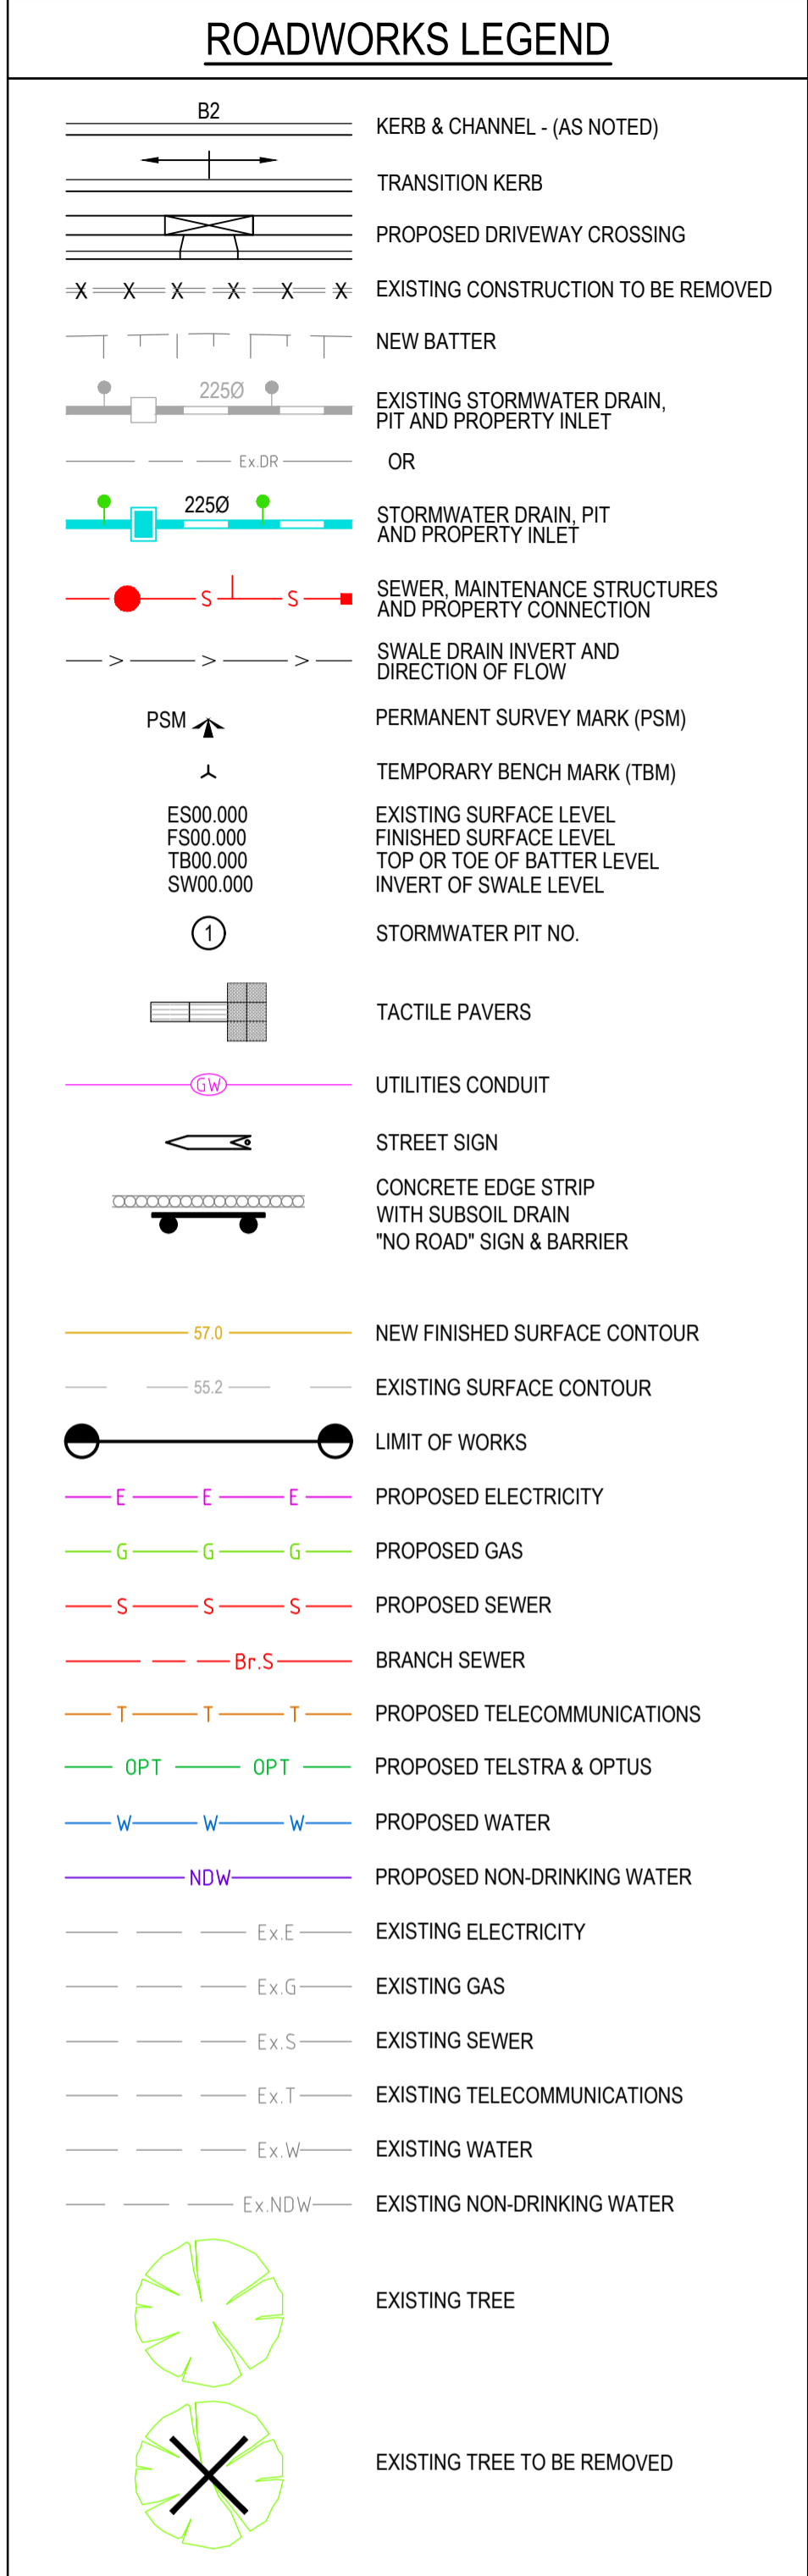 ROADWORKS LEGEND
B2
KERB & CHANNEL - (AS NOTED)
TRANSITION KERB
PROPOSED DRIVEWAY CROSSING
X X X X X X EXISTING CONSTRUCTION TO BE REMOVED
NEW BATTER
225Ø
EXISTING STORMWATER DRAIN,
PIT AND PROPERTY INLET
Ex.DR OR
225Ø
STORMWATER DRAIN, PIT
AND PROPERTY INLET
S S
SEWER, MAINTENANCE STRUCTURES
AND PROPERTY CONNECTION
> > >
SWALE DRAIN INVERT AND
DIRECTION OF FLOW
PSM PERMANENT SURVEY MARK (PSM)
TEMPORARY BENCH MARK (TBM)
ES00.000 EXISTING SURFACE LEVEL
FS00.000 FINISHED SURFACE LEVEL
TB00.000 TOP OR TOE OF BATTER LEVEL
SW00.000 INVERT OF SWALE LEVEL
1 STORMWATER PIT NO.
TACTILE PAVERS
GW UTILITIES CONDUIT
STREET SIGN
CONCRETE EDGE STRIP
WITH SUBSOIL DRAIN
"NO ROAD" SIGN & BARRIER
57.0 NEW FINISHED SURFACE CONTOUR
55.2 EXISTING SURFACE CONTOUR
LIMIT OF WORKS
E E E PROPOSED ELECTRICITY
G G G PROPOSED GAS
S S S PROPOSED SEWER
Br.S BRANCH SEWER
T T T PROPOSED TELECOMMUNICATIONS
OPT OPT PROPOSED TELSTRA & OPTUS
W W W PROPOSED WATER
NDW PROPOSED NON-DRINKING WATER
Ex.E EXISTING ELECTRICITY
Ex.G EXISTING GAS
Ex.S EXISTING SEWER
Ex.T EXISTING TELECOMMUNICATIONS
Ex.W EXISTING WATER
Ex.NDW EXISTING NON-DRINKING WATER
EXISTING TREE
EXISTING TREE TO BE REMOVED